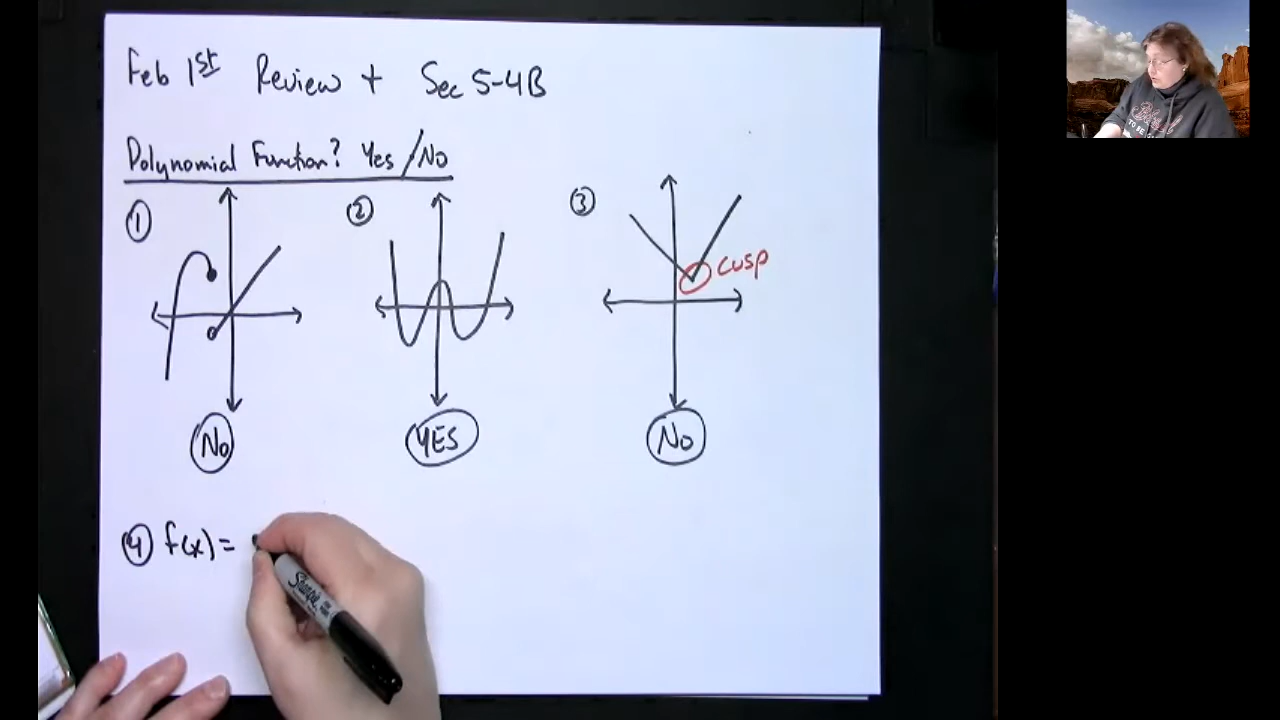 Feb 1st Review + Sec 5-4B
Polynomial Function? Yes / No
① ② ③
cusp
No YES No
④ f(x) =
Sharpie